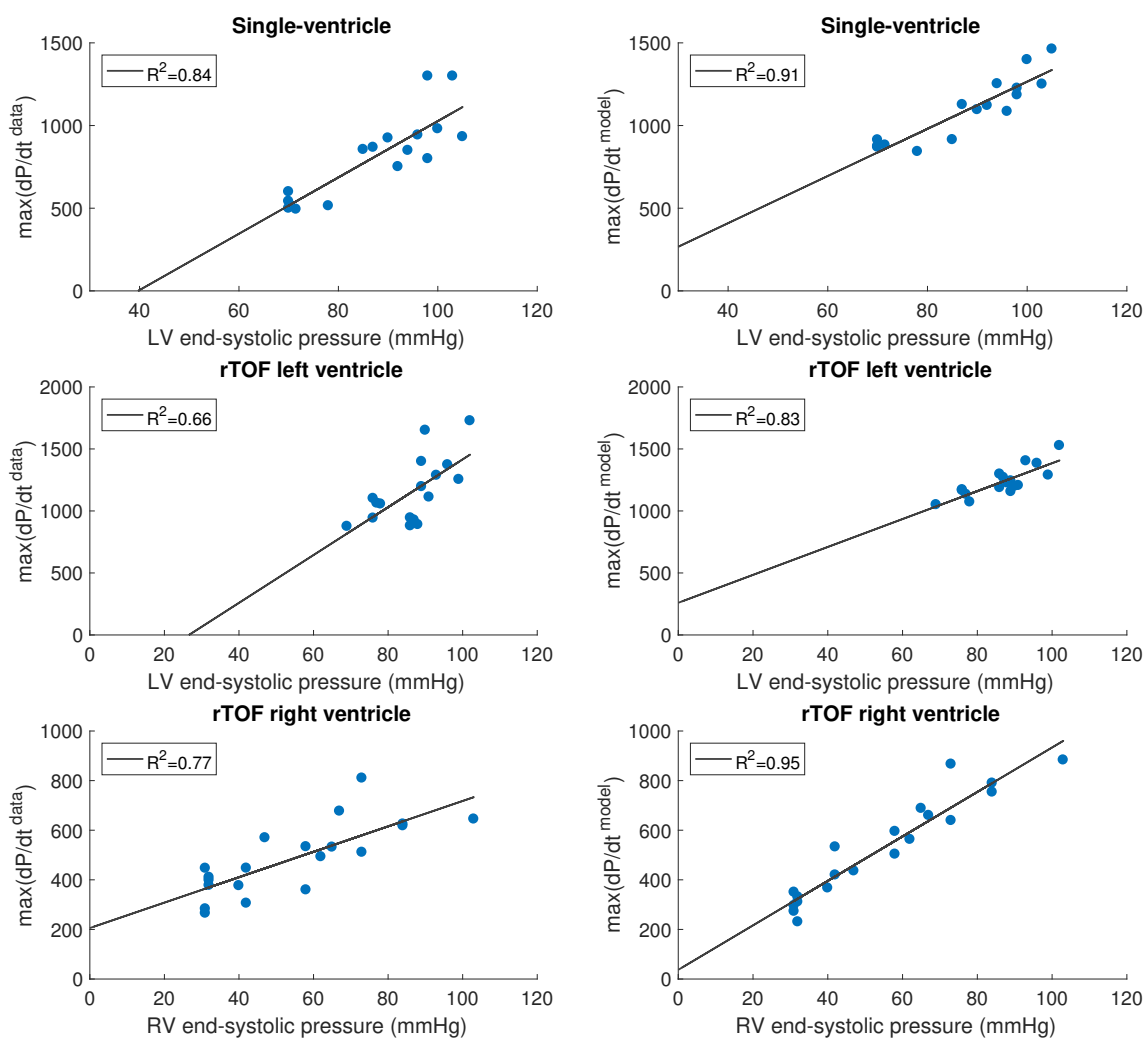 Single-ventricle
R²=0.84
max(dP/dt^data)
0
500
1000
1500
40 60 80 100 120
LV end-systolic pressure (mmHg)
Single-ventricle
R²=0.91
max(dP/dt^model)
0
500
1000
1500
40 60 80 100 120
LV end-systolic pressure (mmHg)
rTOF left ventricle
R²=0.66
max(dP/dt^data)
0
500
1000
1500
2000
0 20 40 60 80 100 120
LV end-systolic pressure (mmHg)
rTOF left ventricle
R²=0.83
max(dP/dt^model)
0
500
1000
1500
2000
0 20 40 60 80 100 120
LV end-systolic pressure (mmHg)
rTOF right ventricle
R²=0.77
max(dP/dt^data)
0
200
400
600
800
1000
0 20 40 60 80 100 120
RV end-systolic pressure (mmHg)
rTOF right ventricle
R²=0.95
max(dP/dt^model)
0
200
400
600
800
1000
0 20 40 60 80 100 120
RV end-systolic pressure (mmHg)